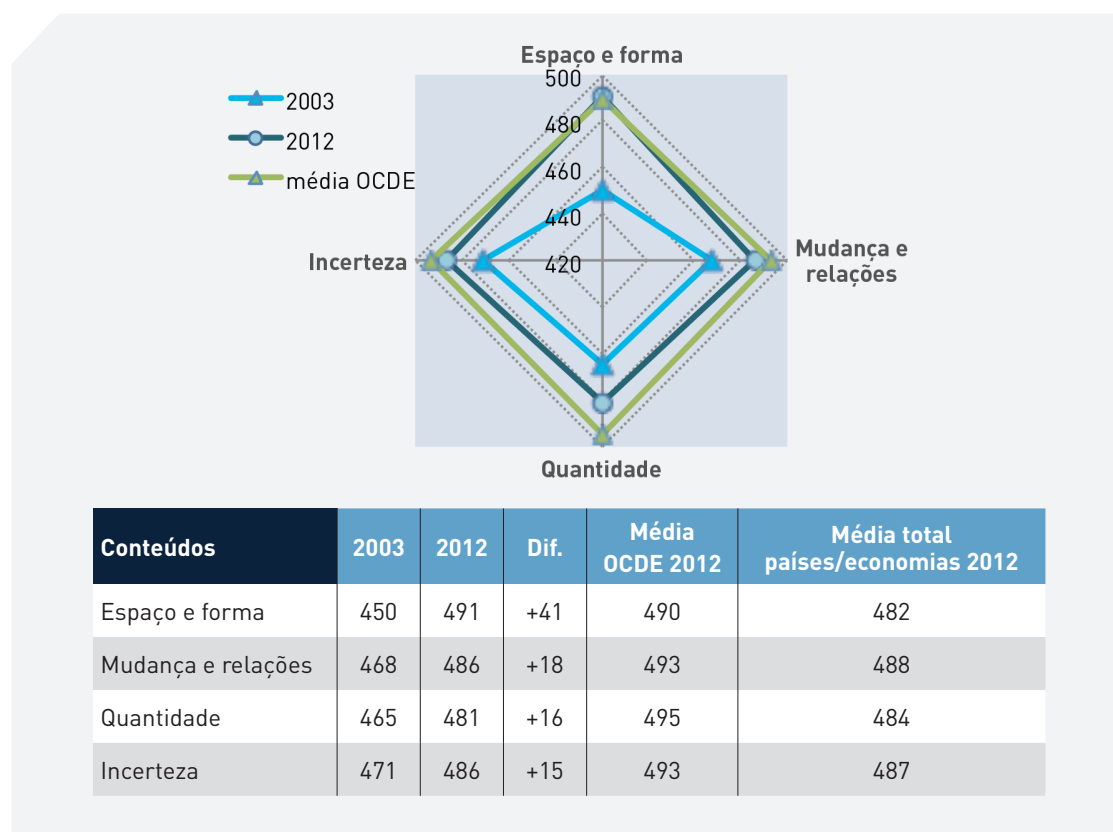 Espaço e forma
500
480
460
440
420
2003
2012
média OCDE
Incerteza
Mudança e
relações
Quantidade
Conteúdos 2003 2012 Dif. Média OCDE 2012 Média total países/economias 2012
Espaço e forma 450 491 +41 490 482
Mudança e relações 468 486 +18 493 488
Quantidade 465 481 +16 495 484
Incerteza 471 486 +15 493 487